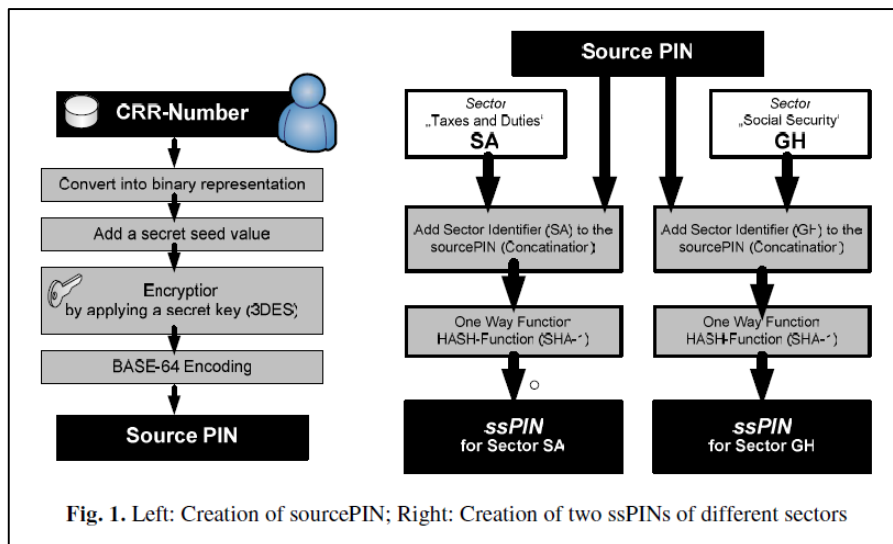 CRR-Number
Convert into binary representation
Add a secret seed value
Encryptior
by applying a secret key (3DES)
BASE-64 Encoding
Source PIN
Source PIN
Sector
„Taxes and Duties‘
SA
Sector
„Social Security‘
GH
Add Sector Identifier (SA) to the
sourcePIN (Concatinatior)
Add Sector Identifier (GH) to the
sourcePIN (Concatinatior)
One Way Function
HASH-Function (SHA-1)
One Way Function
HASH-Function (SHA-1)
ssPIN
for Sector SA
ssPIN
for Sector GH
Fig. 1. Left: Creation of sourcePIN; Right: Creation of two ssPINs of different sectors